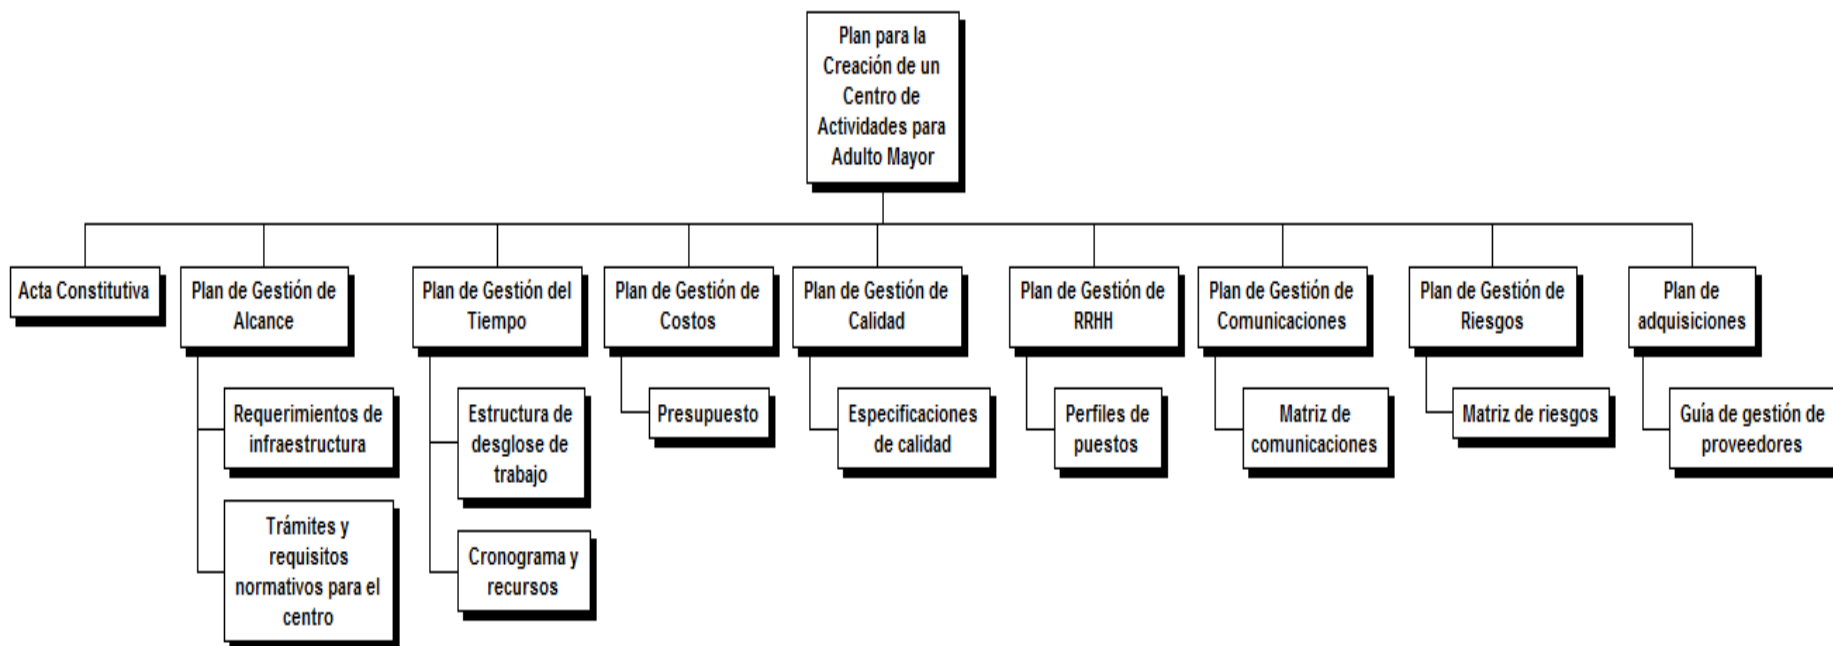 Plan para la
Creación de un
Centro de
Actividades para
Adulto Mayor
Acta Constitutiva
Plan de Gestión de
Alcance
Plan de Gestión del
Tiempo
Plan de Gestión de
Costos
Plan de Gestión de
Calidad
Plan de Gestión de
RRHH
Plan de Gestión de
Comunicaciones
Plan de Gestión de
Riesgos
Plan de
adquisiciones
Requerimientos de
infraestructura
Estructura de
desglose de
trabajo
Presupuesto
Especificaciones
de calidad
Perfiles de
puestos
Matriz de
comunicaciones
Matriz de riesgos
Guía de gestión de
proveedores
Trámites y
requisitos
normativos para el
centro
Cronograma y
recursos